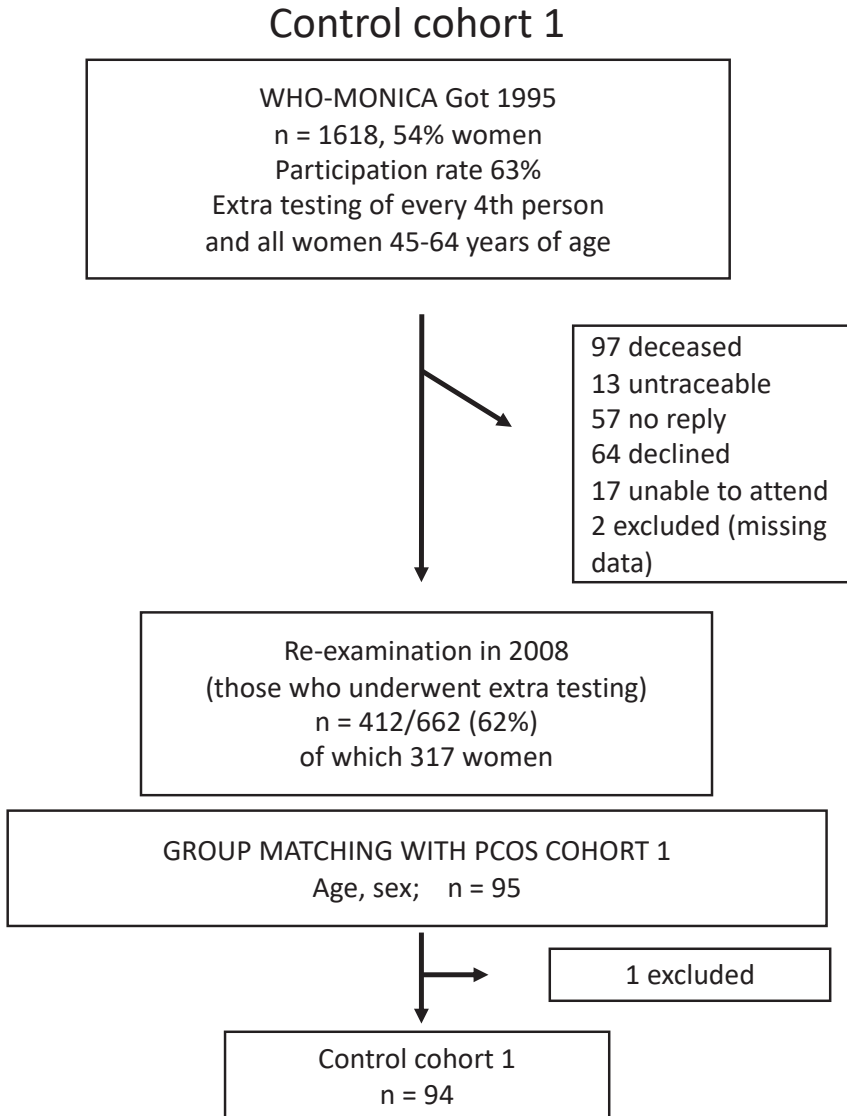 Control cohort 1
WHO-MONICA Got 1995
n = 1618, 54% women
Participation rate 63%
Extra testing of every 4th person
and all women 45-64 years of age
97 deceased
13 untraceable
57 no reply
64 declined
17 unable to attend
2 excluded (missing
data)
Re-examination in 2008
(those who underwent extra testing)
n = 412/662 (62%)
of which 317 women
GROUP MATCHING WITH PCOS COHORT 1
Age, sex; n = 95
1 excluded
Control cohort 1
n = 94